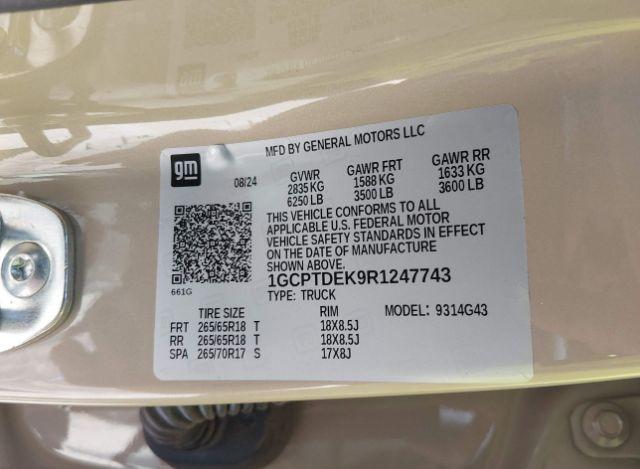 MFD BY GENERAL MOTORS LLC
gm
08/24 GVWR GAWR FRT GAWR RR
2835 KG 1588 KG 1633 KG
6250 LB 3500 LB 3600 LB
THIS VEHICLE CONFORMS TO ALL
APPLICABLE U.S. FEDERAL MOTOR
VEHICLE SAFETY STANDARDS IN EFFECT
ON THE DATE OF MANUFACTURE
SHOWN ABOVE.
661G 1GCPTDEK9R1247743
TYPE: TRUCK
TIRE SIZE RIM MODEL: 9314G43
FRT 265/65R18 T 18X8.5J
RR 265/65R18 T 18X8.5J
SPA 265/70R17 S 17X8J